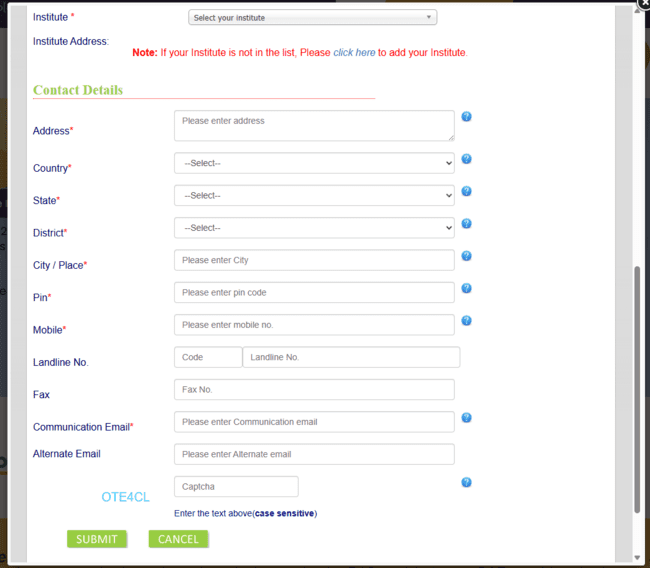 Institute * Select your institute
Institute Address:
Note: If your Institute is not in the list, Please click here to add your Institute.
Contact Details
Address* Please enter address
Country* --Select--
State* --Select--
District* --Select--
City / Place* Please enter City
Pin* Please enter pin code
Mobile* Please enter mobile no.
Landline No. Code Landline No.
Fax Fax No.
Communication Email* Please enter Communication email
Alternate Email Please enter Alternate email
OTE4CL Captcha
Enter the text above(case sensitive)
SUBMIT CANCEL